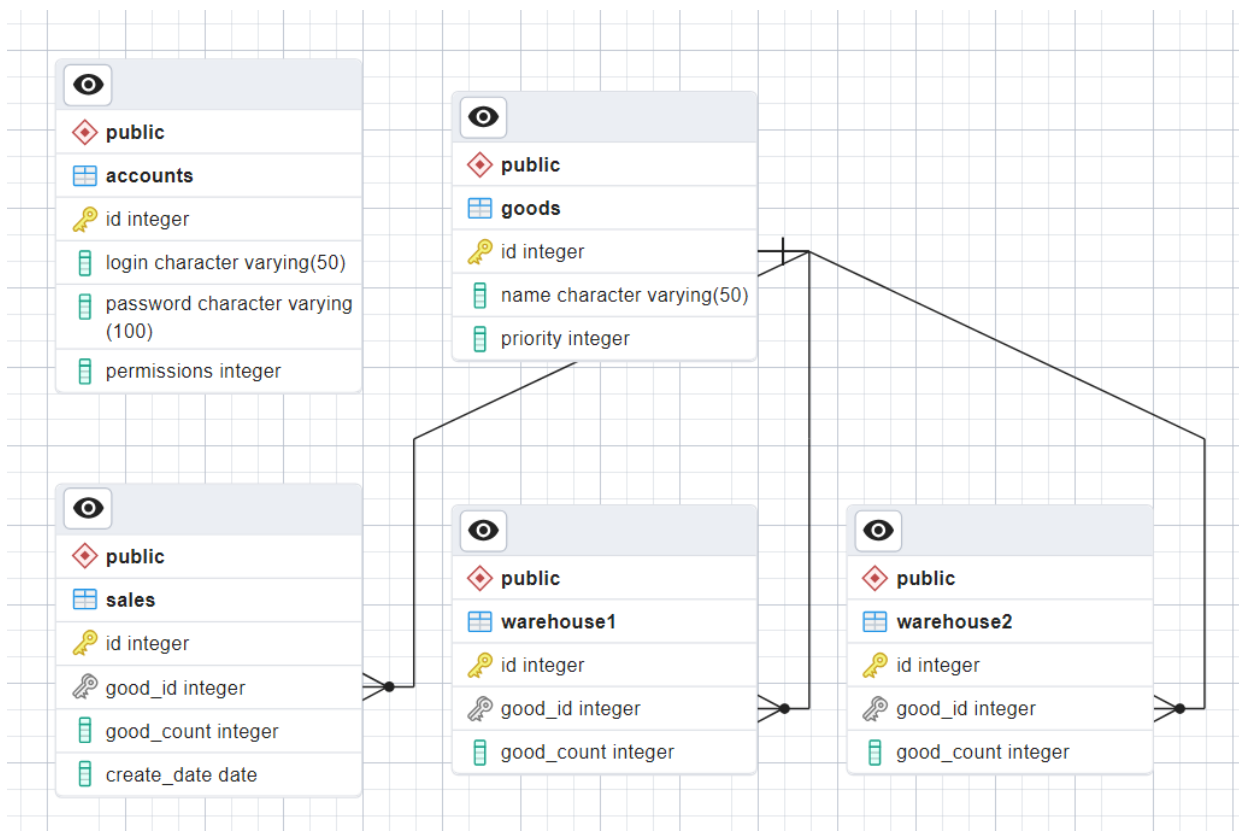 public
accounts
id integer
login character varying(50)
password character varying
(100)
permissions integer
public
goods
id integer
name character varying(50)
priority integer
public
sales
id integer
good_id integer
good_count integer
create_date date
public
warehouse1
id integer
good_id integer
good_count integer
public
warehouse2
id integer
good_id integer
good_count integer